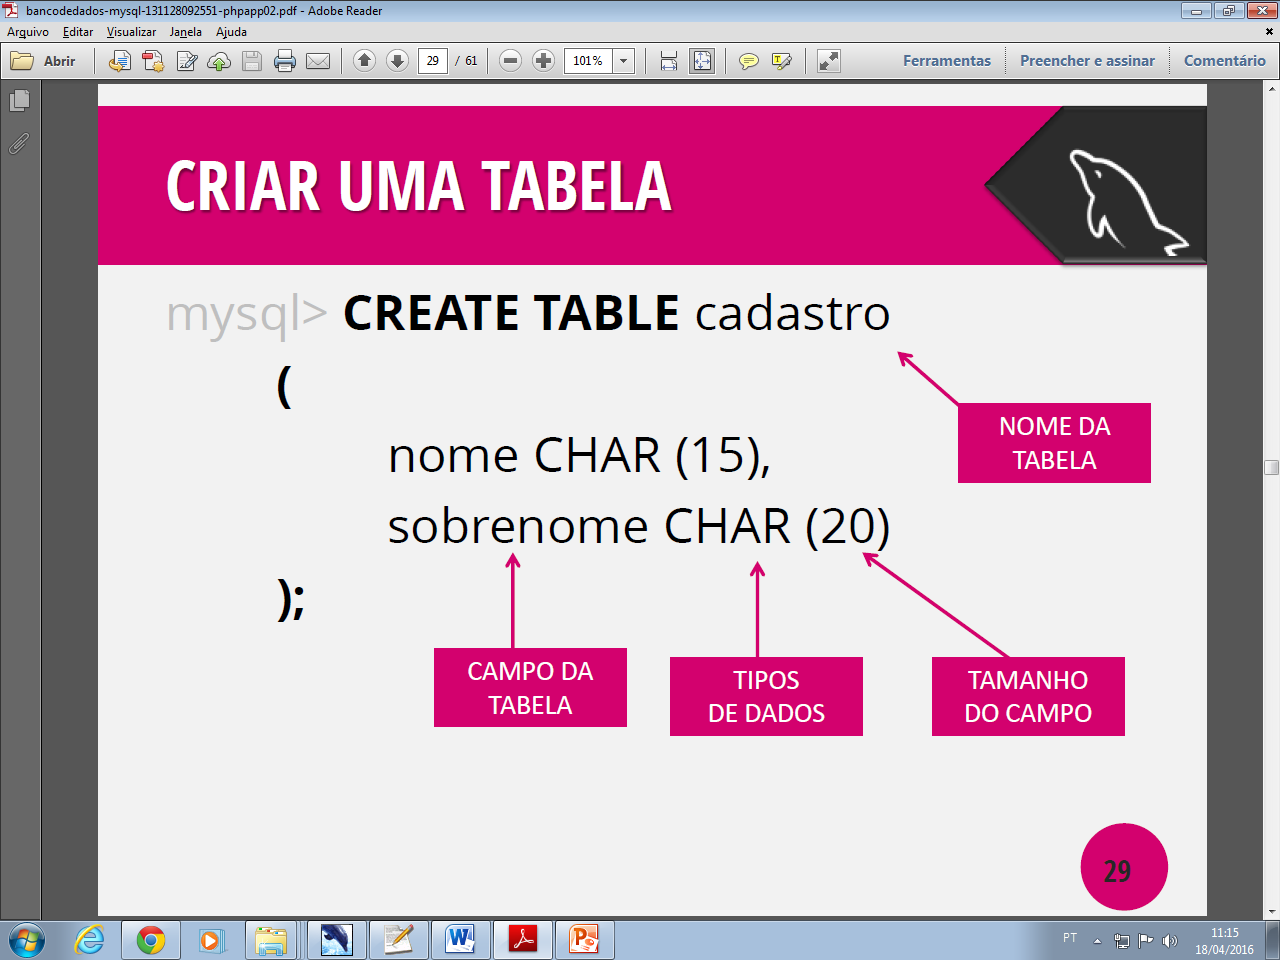 bancodedados-mysql-131128092551-phpapp02.pdf - Adobe Reader
Arquivo Editar Visualizar Janela Ajuda
Abrir 29 / 61 101% Ferramentas Preencher e assinar Comentário
CRIAR UMA TABELA
mysql> CREATE TABLE cadastro
(
NOME DA
TABELA
nome CHAR (15),
sobrenome CHAR (20)
);
CAMPO DA
TABELA
TIPOS
DE DADOS
TAMANHO
DO CAMPO
29
PT
11:15
18/04/2016